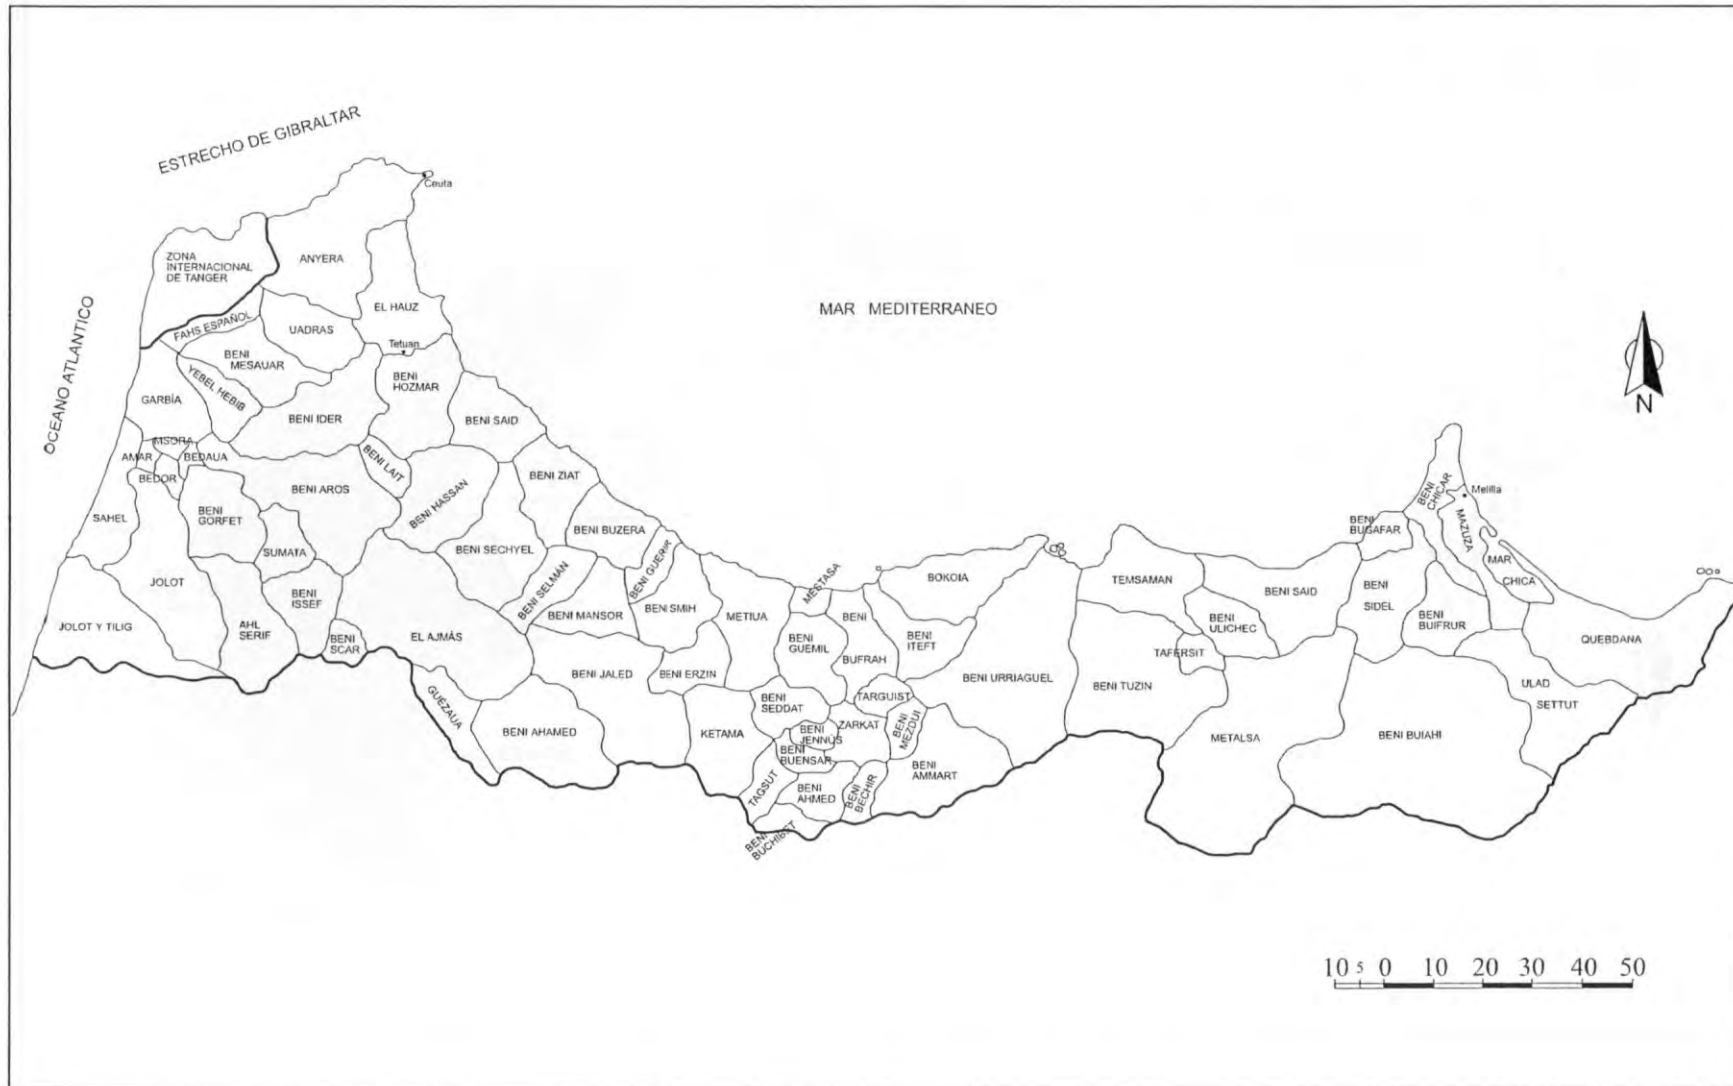 ESTRECHO DE GIBRALTAR
Ceuta
ZONA
INTERNACIONAL
DE TANGER
ANYERA
OCEANO ATLANTICO
MAR MEDITERRANEO
EL HAUZ
FAHS ESPAÑOL
UADRAS
Tetuan
BENI
MESAUAR
YEBEL HEBIB
BENI
HOZMAR
GARBÍA
BENI IDER
BENI SAID
MSORA
AMAR
BEDAUA
BEDOR
BENI LAIT
BENI AROS
BENI HASSAN
BENI ZIAT
SAHEL
BENI
GORFET
SUMATA
BENI SECHYEL
BENI BUZERA
BENI GUERIR
JOLOT
BENI
ISSEF
BENI SELMÁN
BENI MANSOR
BENI SMIH
METIUA
MESTASA
BOKOIA
JOLOT Y TILIG
AHL
SERIF
BENI
SCAR
EL AJMÁS
BENI
GUEMIL
BENI
BUFRAH
BENI
ITEFT
GUÉZAUA
BENI AHAMED
BENI JALED
BENI ERZIN
KETAMA
BENI
SEDDAT
TARGUIST
BENI URRIAGUEL
BENI
JENNÚS
ZARKAT
BENI
MEZDUI
BENI
BUENSAR
TAGSUT
BENI
AHMED
BENI
BECHIR
BENI
AMMART
BENI
BUCHIBET
TEMSAMAN
BENI
ULICHEC
BENI SAID
TAFERSIT
BENI TUZIN
METALSA
BENI
BUGAFAR
BENI
CHICAR
Melilla
MAZUZA
MAR
CHICA
BENI
SIDEL
BENI
BUIFRUR
QUEBDANA
ULAD
SETTUT
BENI BUIAHI
N
10 5 0 10 20 30 40 50